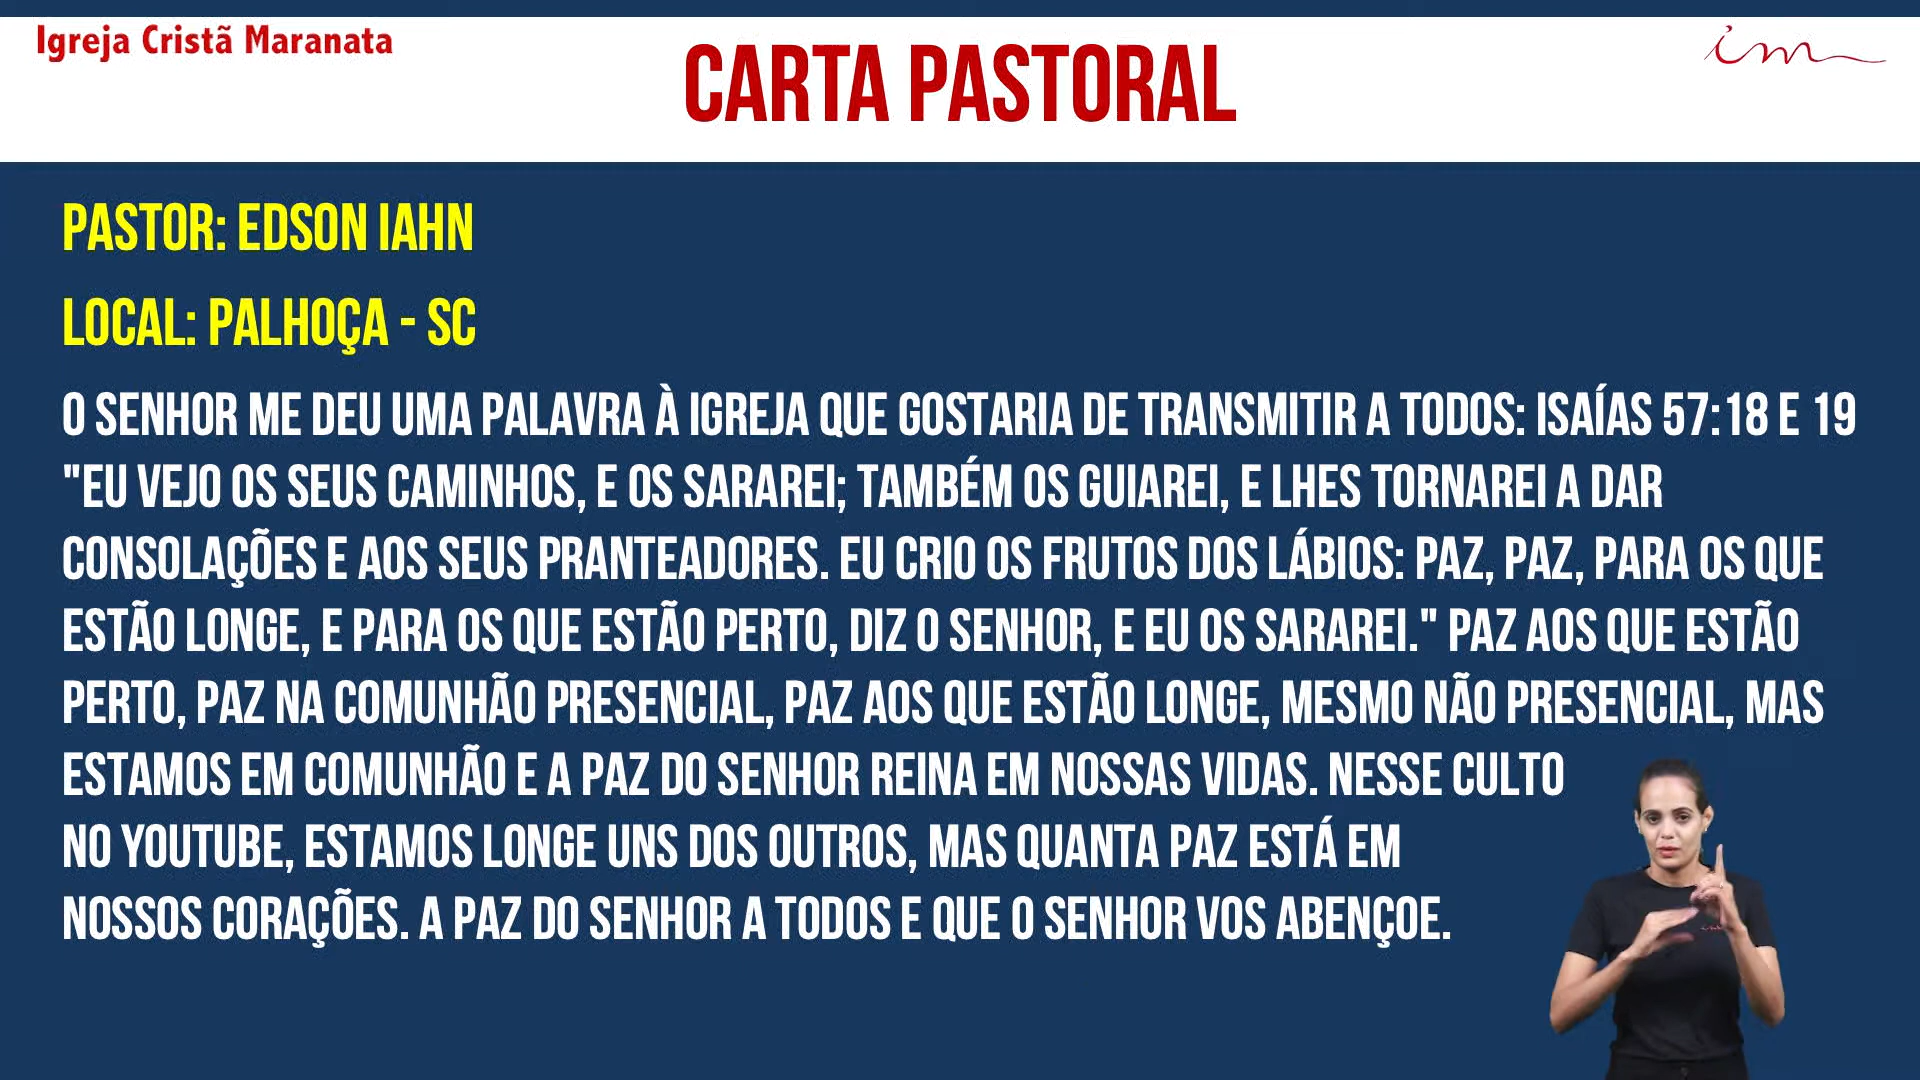 Igreja Cristã Maranata
im
CARTA PASTORAL
PASTOR: EDSON IAHN
LOCAL: PALHOÇA - SC
O SENHOR ME DEU UMA PALAVRA À IGREJA QUE GOSTARIA DE TRANSMITIR A TODOS: ISAÍAS 57:18 E 19
"EU VEJO OS SEUS CAMINHOS, E OS SARAREI; TAMBÉM OS GUIAREI, E LHES TORNAREI A DAR
CONSOLAÇÕES E AOS SEUS PRANTEADORES. EU CRIO OS FRUTOS DOS LÁBIOS: PAZ, PAZ, PARA OS QUE
ESTÃO LONGE, E PARA OS QUE ESTÃO PERTO, DIZ O SENHOR, E EU OS SARAREI." PAZ AOS QUE ESTÃO
PERTO, PAZ NA COMUNHÃO PRESENCIAL, PAZ AOS QUE ESTÃO LONGE, MESMO NÃO PRESENCIAL, MAS
ESTAMOS EM COMUNHÃO E A PAZ DO SENHOR REINA EM NOSSAS VIDAS. NESSE CULTO
NO YOUTUBE, ESTAMOS LONGE UNS DOS OUTROS, MAS QUANTA PAZ ESTÁ EM
NOSSOS CORAÇÕES. A PAZ DO SENHOR A TODOS E QUE O SENHOR VOS ABENÇOE.